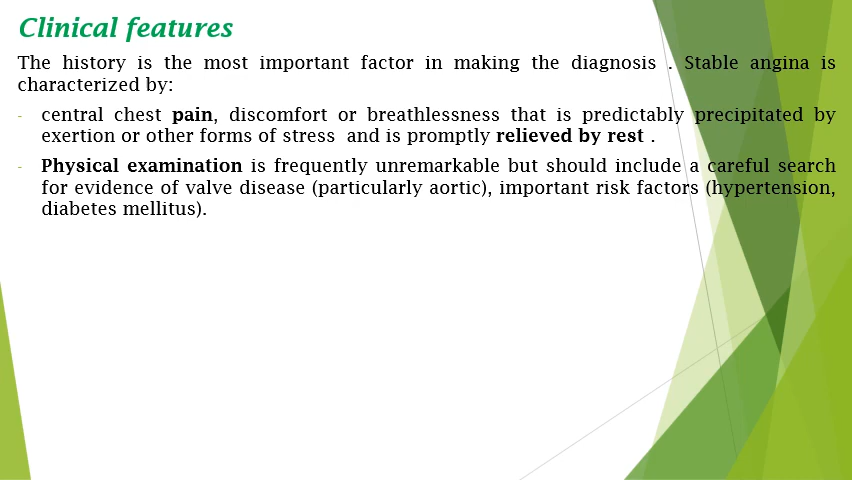 Clinical features
The history is the most important factor in making the diagnosis . Stable angina is
characterized by:
- central chest pain, discomfort or breathlessness that is predictably precipitated by
exertion or other forms of stress and is promptly relieved by rest .
- Physical examination is frequently unremarkable but should include a careful search
for evidence of valve disease (particularly aortic), important risk factors (hypertension,
diabetes mellitus).